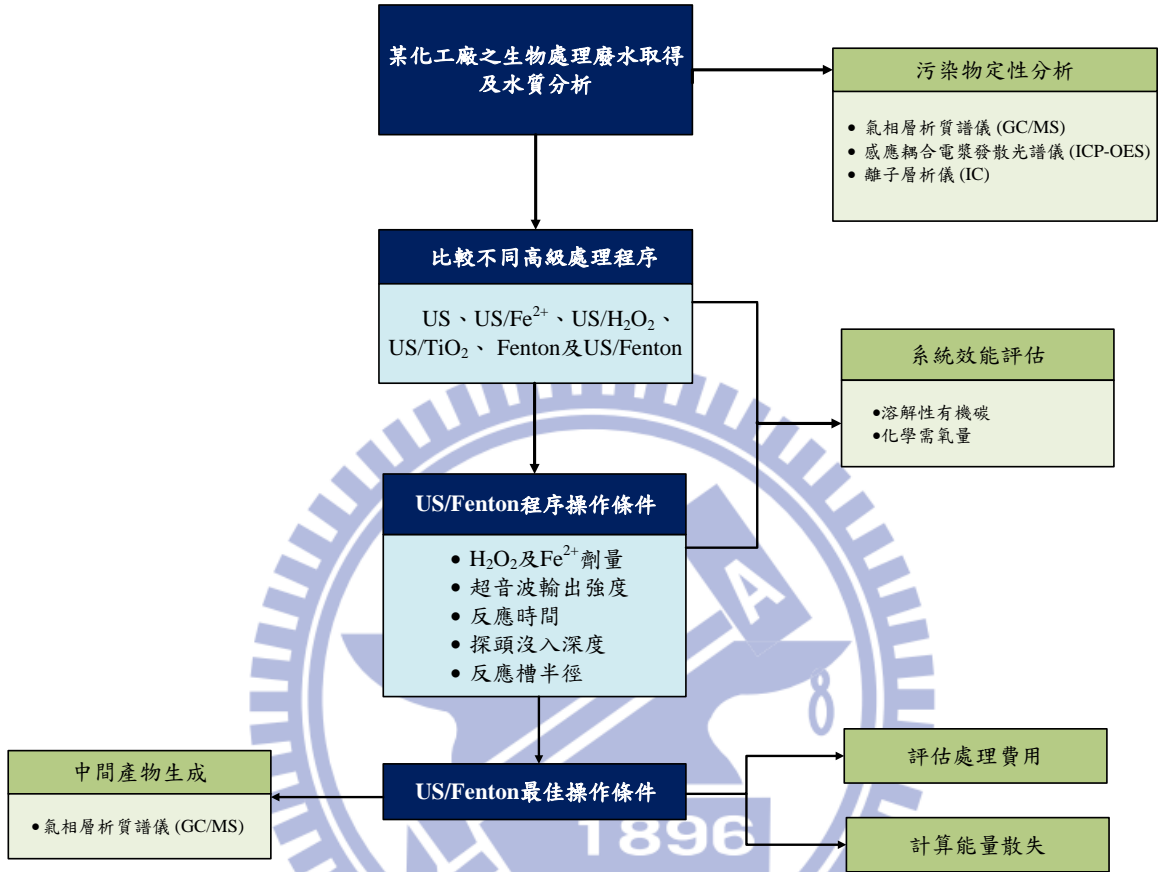 某化工廠之生物處理廢水取得
及水質分析
污染物定性分析
• 氣相層析質譜儀 (GC/MS)
• 感應耦合電漿發散光譜儀 (ICP-OES)
• 離子層析儀 (IC)
比較不同高級處理程序
US、US/Fe²⁺、US/H₂O₂、
US/TiO₂、 Fenton及US/Fenton
系統效能評估
•溶解性有機碳
•化學需氧量
US/Fenton程序操作條件
• H₂O₂及Fe²⁺劑量
• 超音波輸出強度
• 反應時間
• 探頭沒入深度
• 反應槽半徑
中間產物生成
•氣相層析質譜儀 (GC/MS)
US/Fenton最佳操作條件
評估處理費用
計算能量散失
A
8
1896